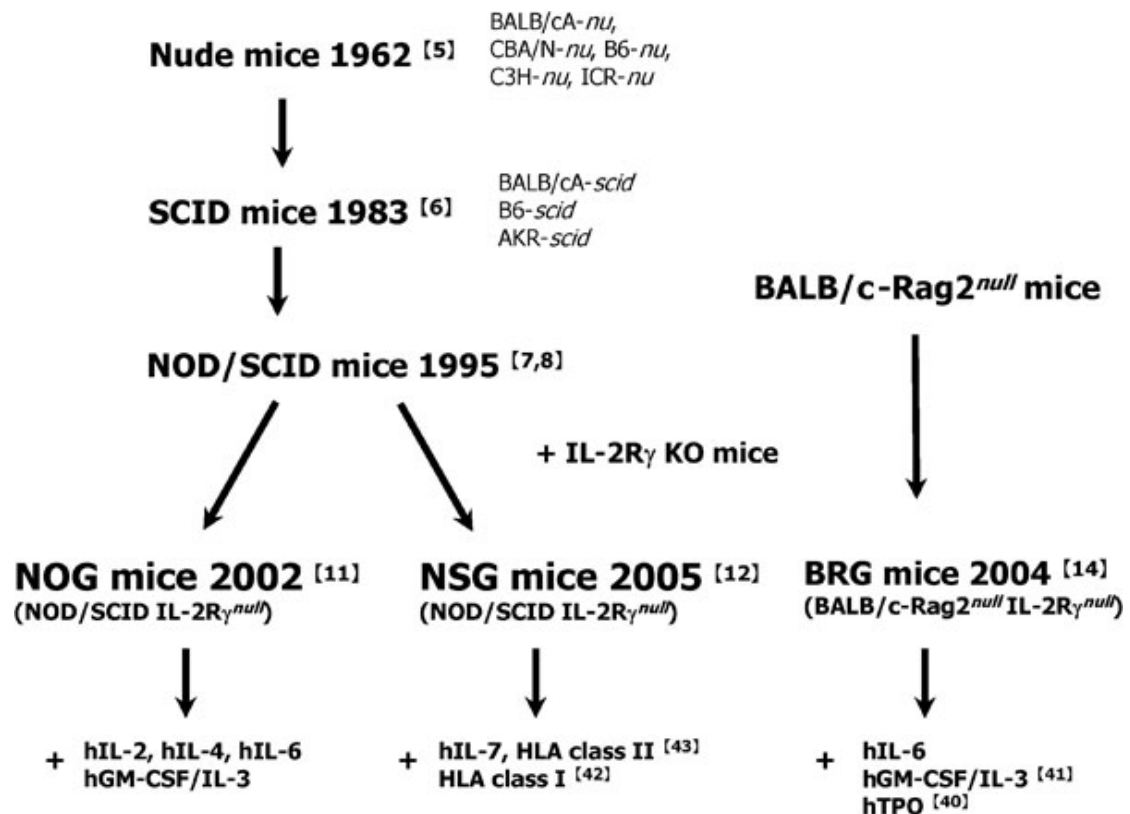 Nude mice 1962 [5]
BALB/cA-nu,
CBA/N-nu, B6-nu,
C3H-nu, ICR-nu
SCID mice 1983 [6]
BALB/cA-scid
B6-scid
AKR-scid
BALB/c-Rag2null mice
NOD/SCID mice 1995 [7,8]
+ IL-2Rγ KO mice
NOG mice 2002 [11]
(NOD/SCID IL-2Rγnull)
NSG mice 2005 [12]
(NOD/SCID IL-2Rγnull)
BRG mice 2004 [14]
(BALB/c-Rag2null IL-2Rγnull)
+ hIL-2, hIL-4, hIL-6
hGM-CSF/IL-3
+ hIL-7, HLA class II [43]
HLA class I [42]
+ hIL-6
hGM-CSF/IL-3 [41]
hTPO [40]